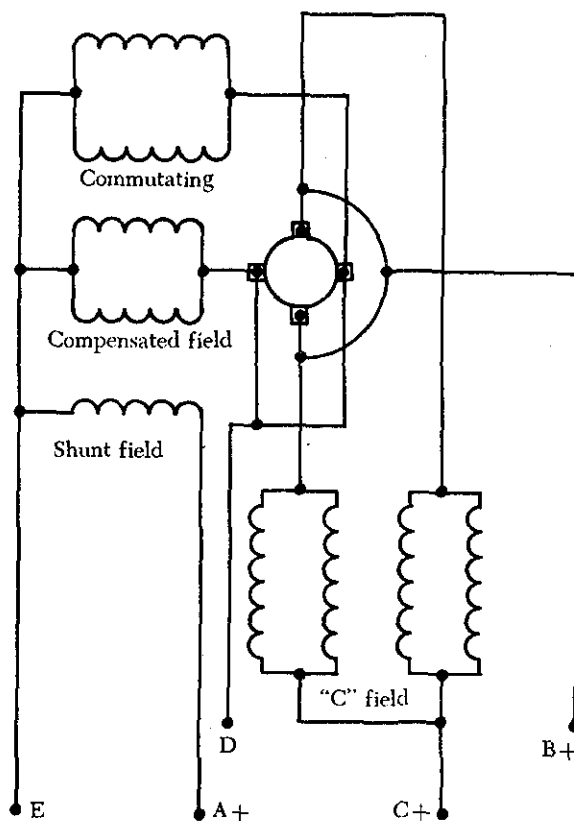 Commutating
Compensated field
Shunt field
"C" field
D
B+
E
A+
C+